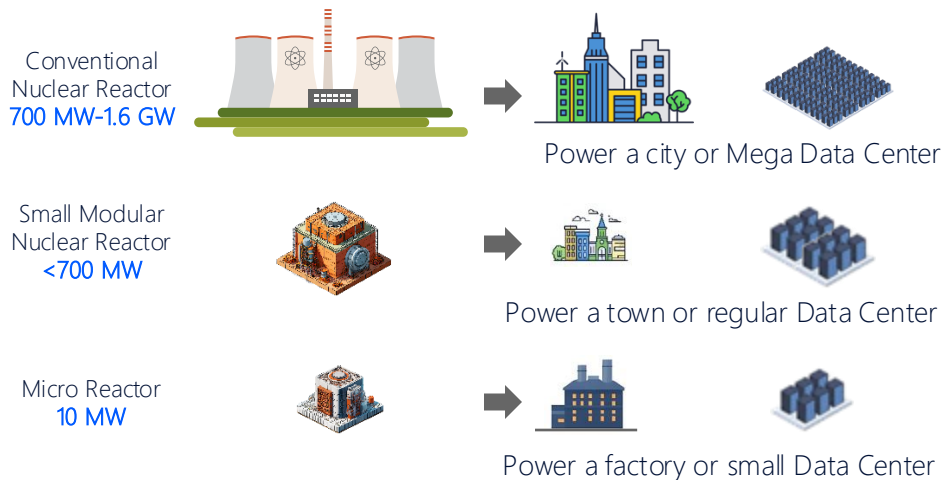 Conventional
Nuclear Reactor
700 MW-1.6 GW
Power a city or Mega Data Center
Small Modular
Nuclear Reactor
<700 MW
Power a town or regular Data Center
Micro Reactor
10 MW
Power a factory or small Data Center